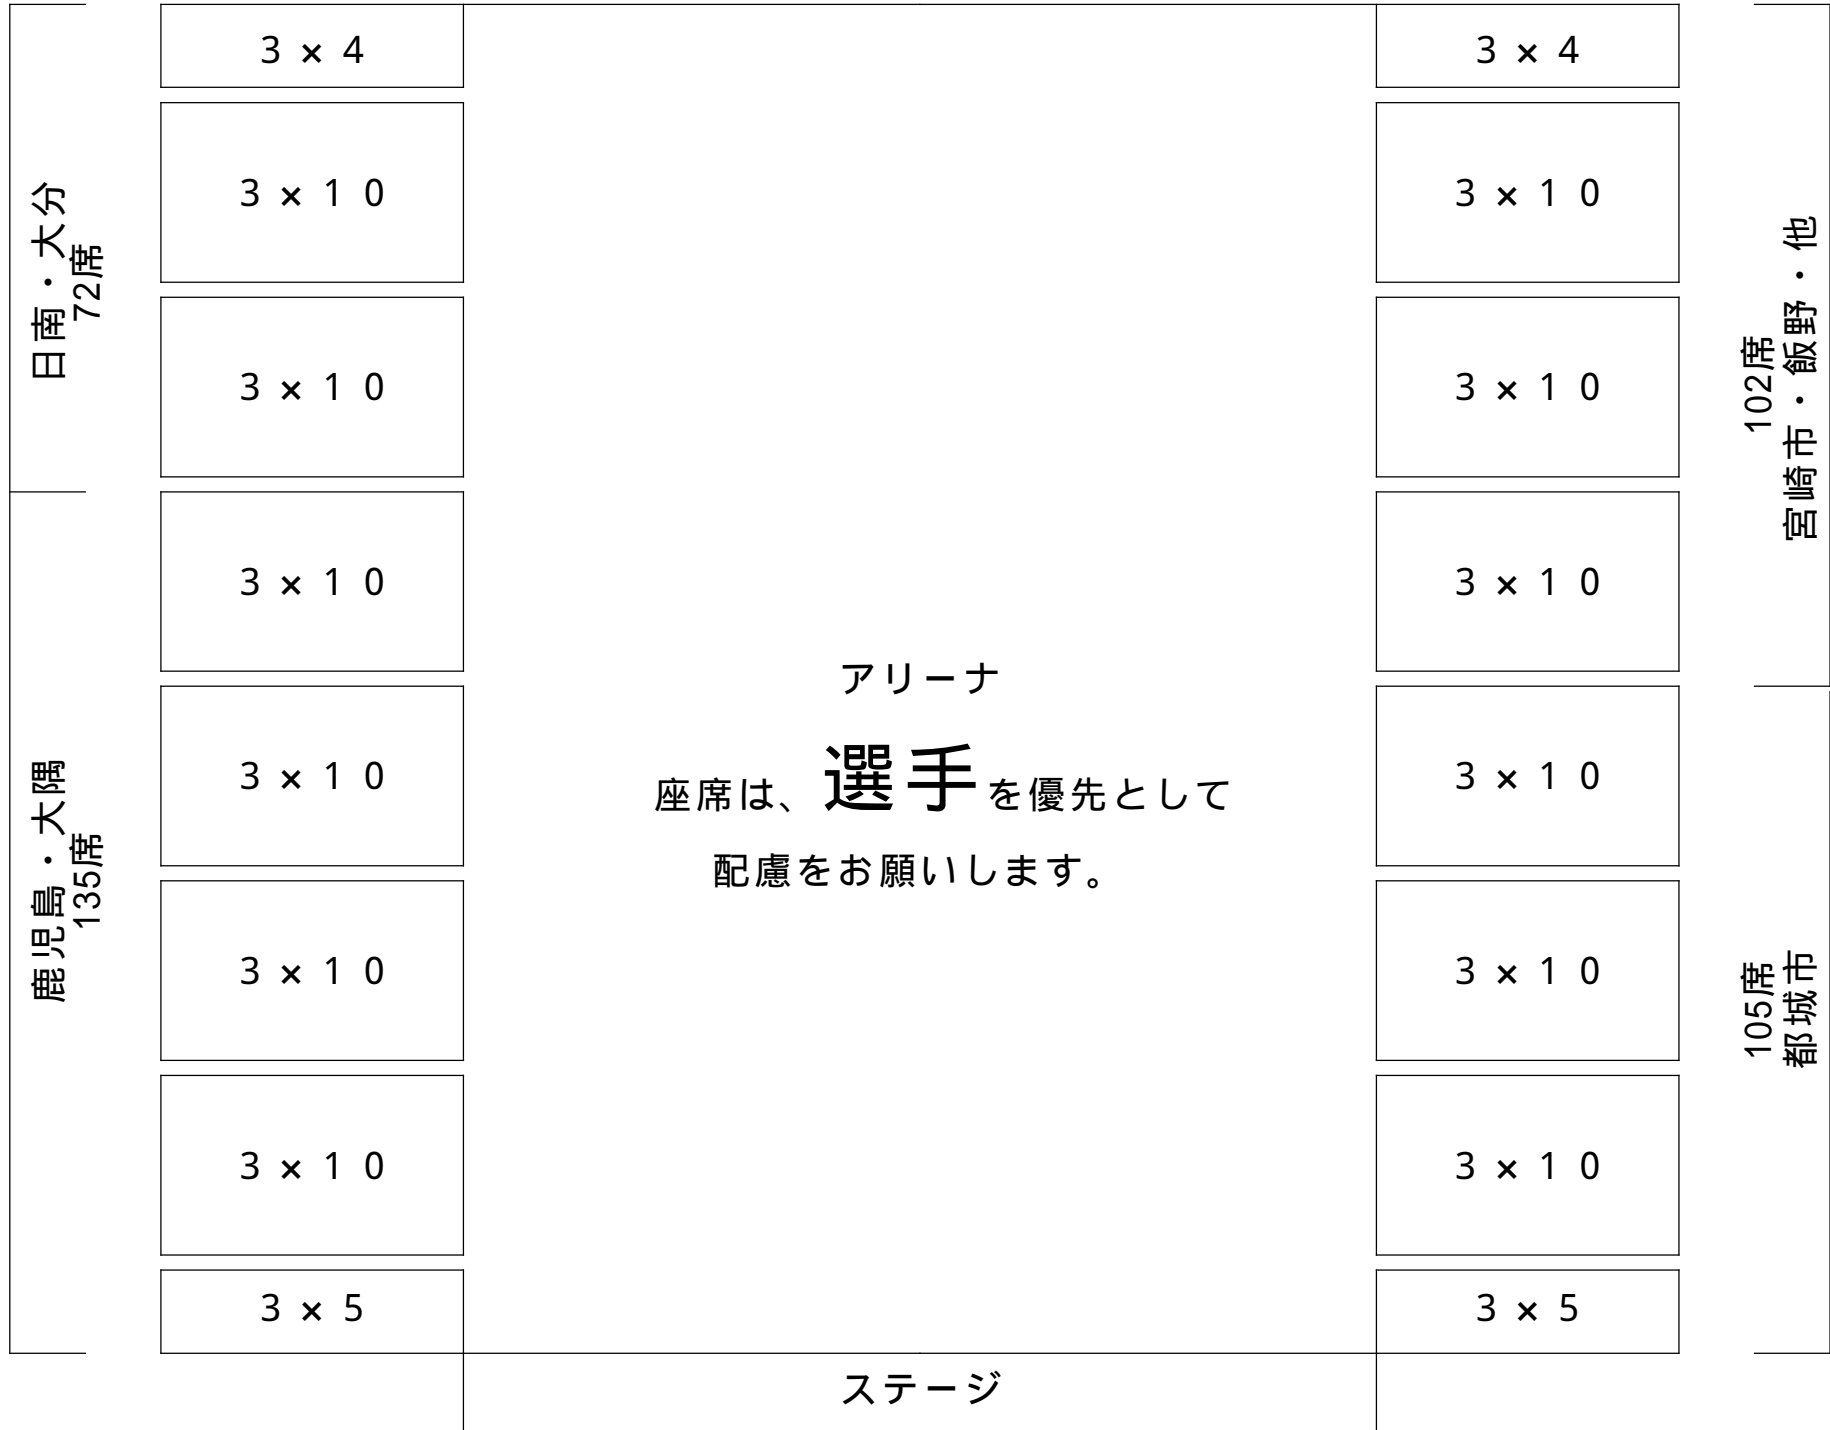 3 × 4
3 × 10
3 × 10
3 × 10
3 × 10
3 × 10
3 × 10
3 × 5
日南・大分
72席
鹿児島・大隅
135席
アリーナ
座席は、選手を優先として
配慮をお願いします。
ステージ
3 × 4
3 × 10
3 × 10
3 × 10
3 × 10
3 × 10
3 × 10
3 × 5
102席
宮崎市・飯野・他
105席
都城市